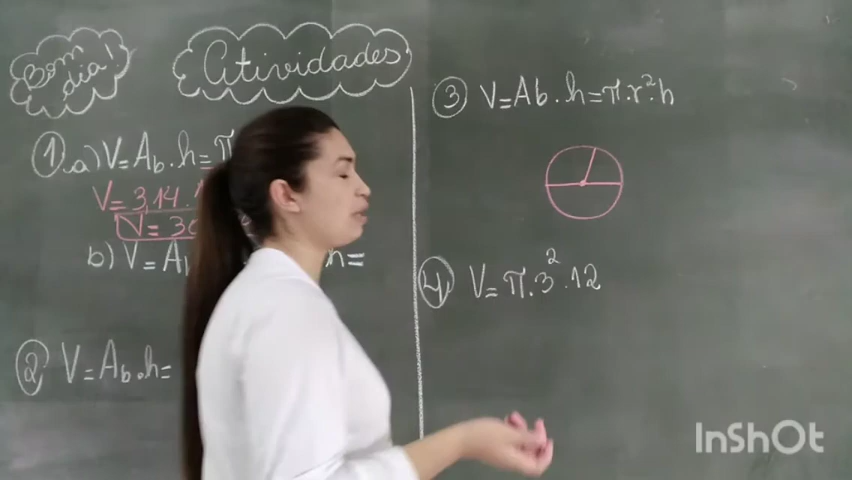 Bom
dia!
Atividades
1. a) V=Ab.h=π
V=3,14.
V=30
b) V=A h=
2 V=Ab.h=
3 V=Ab.h=π.r².h
4 V=π.3².12
InShOt